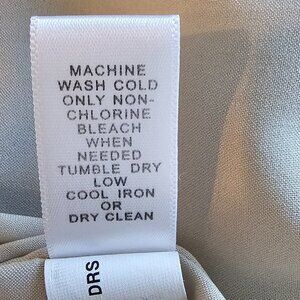 MACHINE
WASH COLD
ONLY NON-
CHLORINE
BLEACH
WHEN
NEEDED
TUMBLE DRY
LOW
COOL IRON
OR
DRY CLEAN
DRS